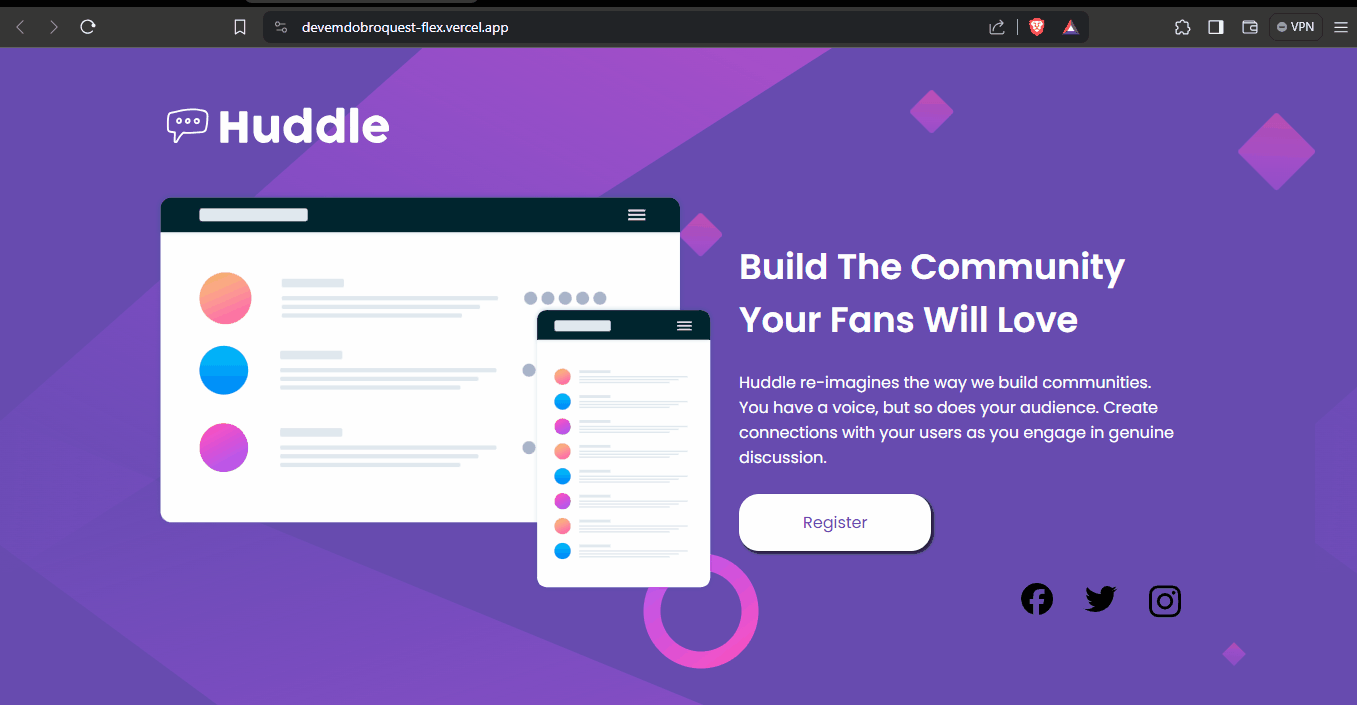 devemdobroquest-flex.vercel.app
VPN
Huddle
Build The Community
Your Fans Will Love
Huddle re-imagines the way we build communities.
You have a voice, but so does your audience. Create
connections with your users as you engage in genuine
discussion.
Register